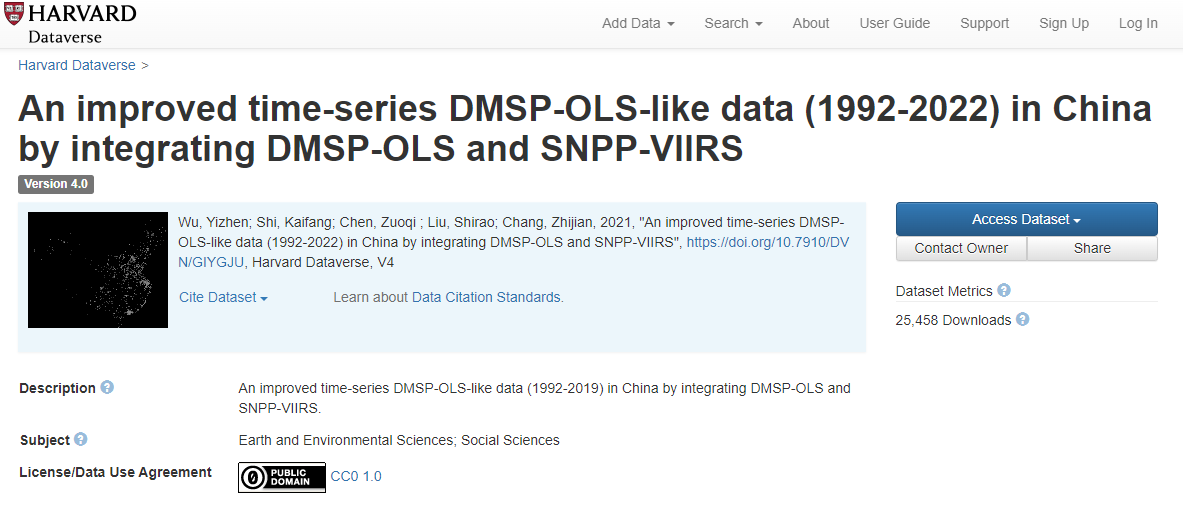 HARVARD
Dataverse
Add Data Search About User Guide Support Sign Up Log In
Harvard Dataverse >
An improved time-series DMSP-OLS-like data (1992-2022) in China
by integrating DMSP-OLS and SNPP-VIIRS
Version 4.0
Wu, Yizhen; Shi, Kaifang; Chen, Zuoqi ; Liu, Shirao; Chang, Zhijian, 2021, "An improved time-series DMSP-
OLS-like data (1992-2022) in China by integrating DMSP-OLS and SNPP-VIIRS", https://doi.org/10.7910/DV
N/GIYGJU, Harvard Dataverse, V4
Cite Dataset Learn about Data Citation Standards.
Access Dataset
Contact Owner Share
Dataset Metrics ?
25,458 Downloads ?
Description ? An improved time-series DMSP-OLS-like data (1992-2019) in China by integrating DMSP-OLS and
SNPP-VIIRS.
Subject ? Earth and Environmental Sciences; Social Sciences
License/Data Use Agreement
0 PUBLIC
DOMAIN
CC0 1.0